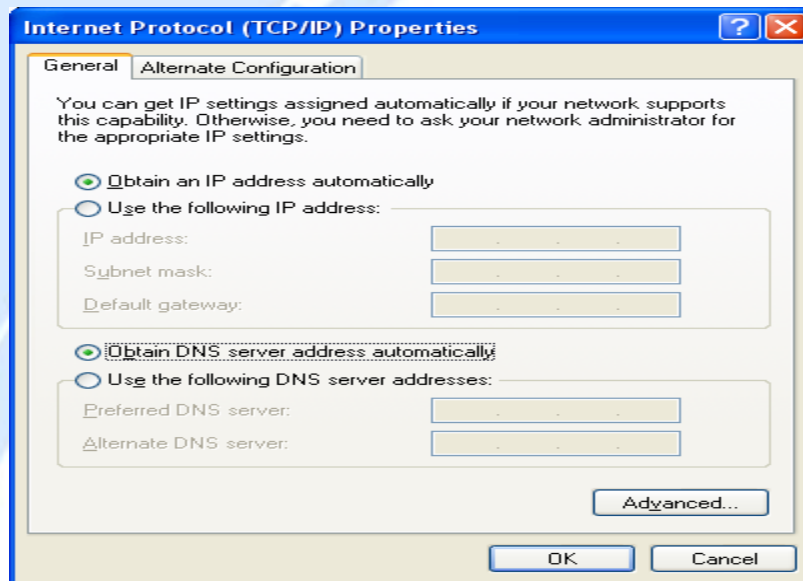 Internet Protocol (TCP/IP) Properties
General
Alternate Configuration
You can get IP settings assigned automatically if your network supports
this capability. Otherwise, you need to ask your network administrator for
the appropriate IP settings.
Obtain an IP address automatically
Use the following IP address:
IP address:
Subnet mask:
Default gateway:
Obtain DNS server address automatically
Use the following DNS server addresses:
Preferred DNS server:
Alternate DNS server:
Advanced...
OK
Cancel